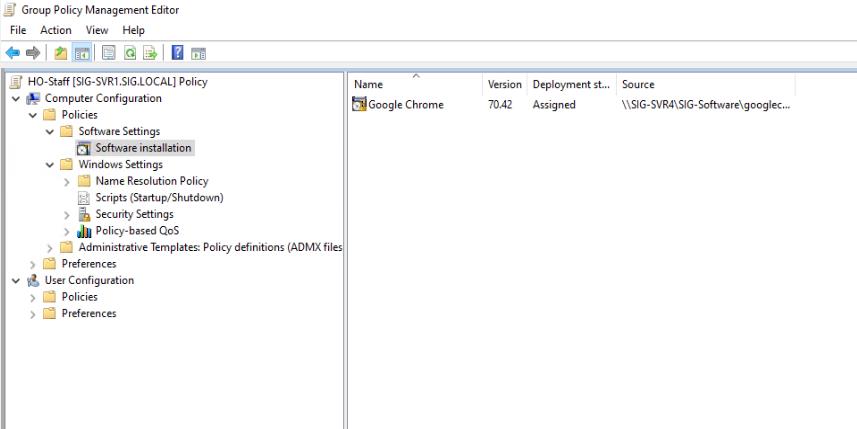 Group Policy Management Editor
File Action View Help
HO-Staff [SIG-SVR1.SIG.LOCAL] Policy
Computer Configuration
Policies
Software Settings
Software installation
Windows Settings
Name Resolution Policy
Scripts (Startup/Shutdown)
Security Settings
Policy-based QoS
Administrative Templates: Policy definitions (ADMX files
Preferences
User Configuration
Policies
Preferences
Name Version Deployment st... Source
Google Chrome 70.42 Assigned \\SIG-SVR4\SIG-Software\googlec...